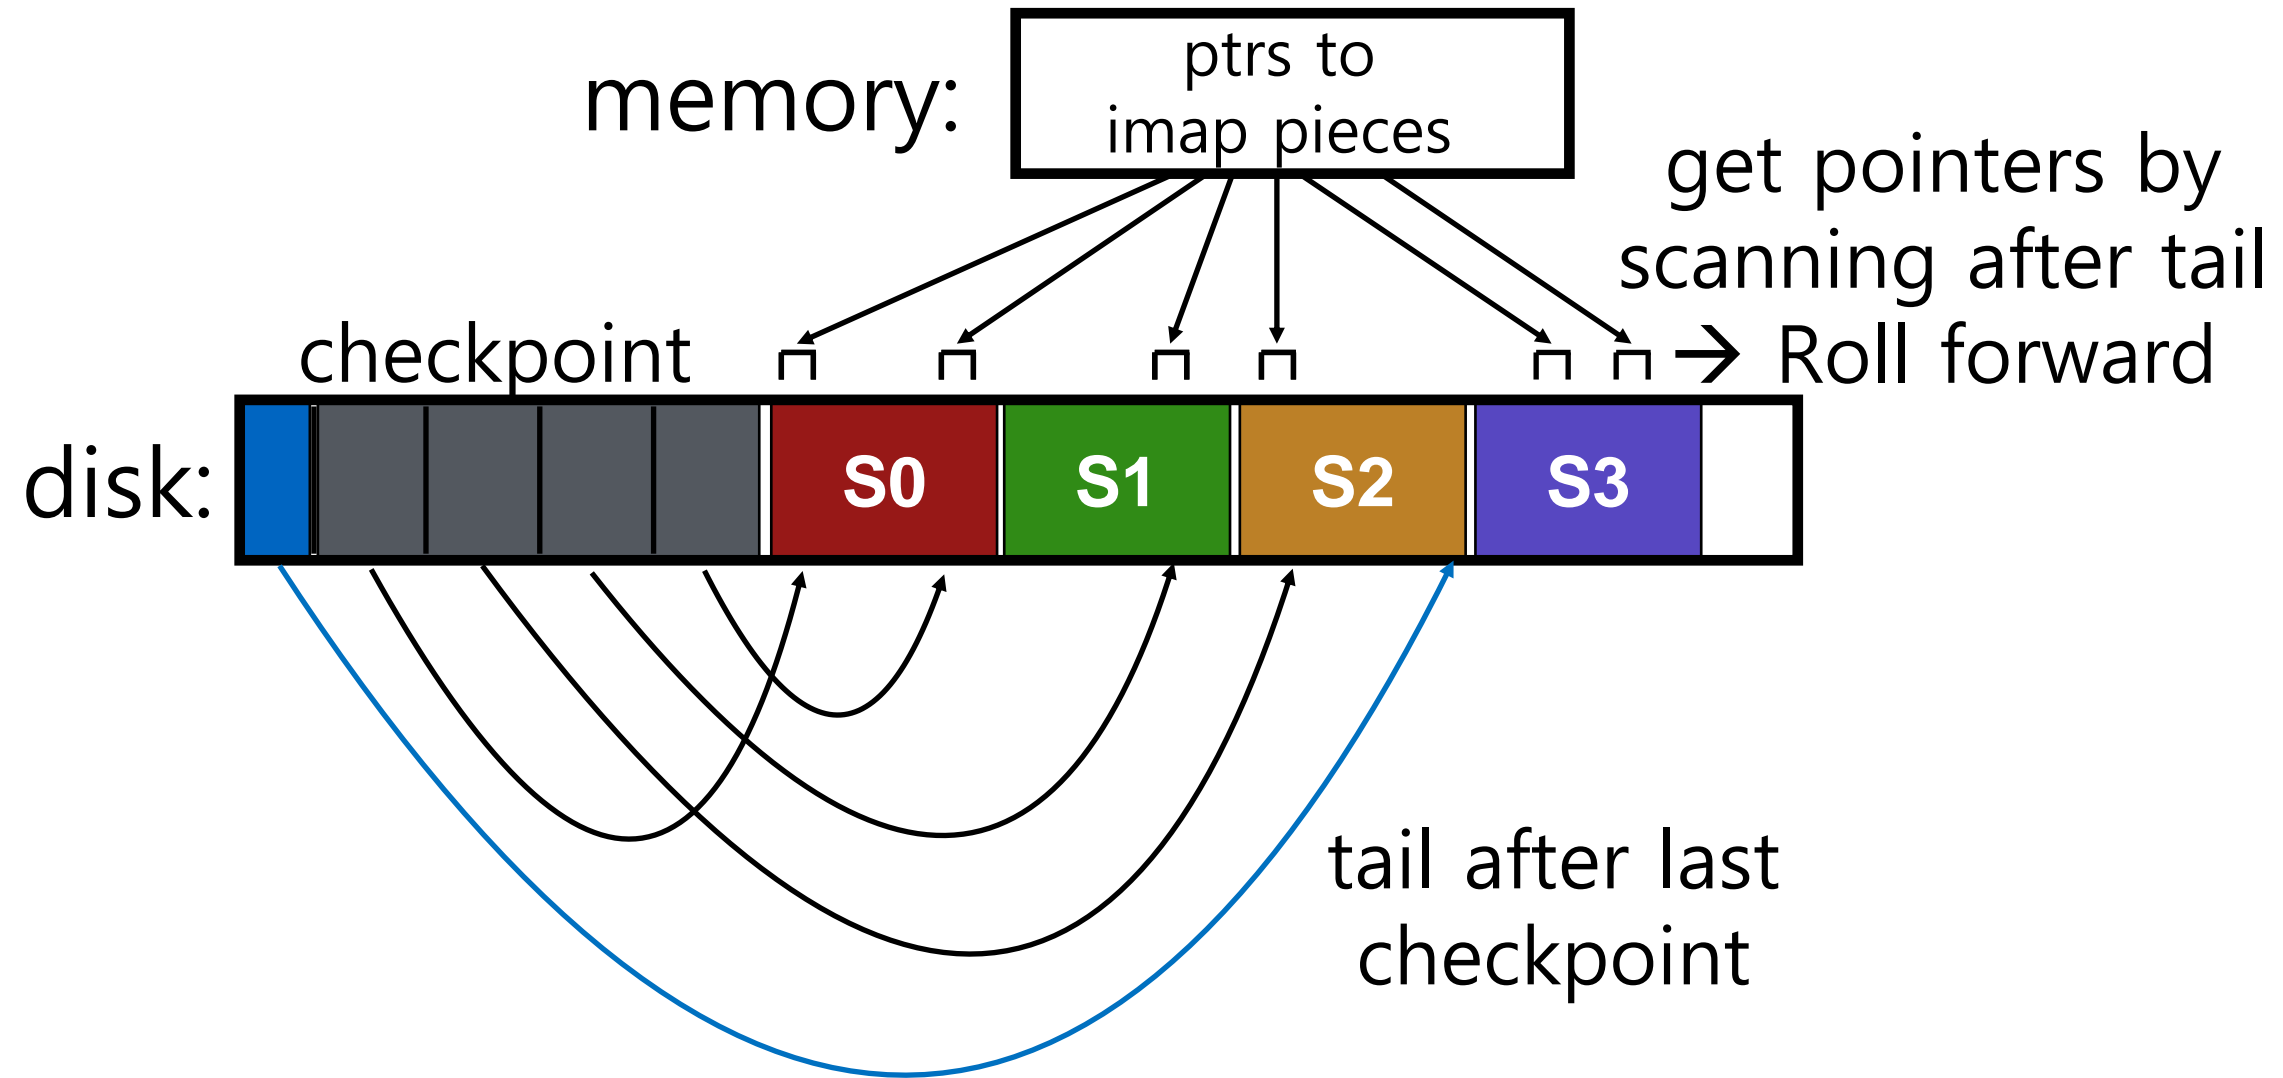 memory:
ptrs to
imap pieces
get pointers by
scanning after tail
→ Roll forward
checkpoint
disk:
S0
S1
S2
S3
tail after last
checkpoint